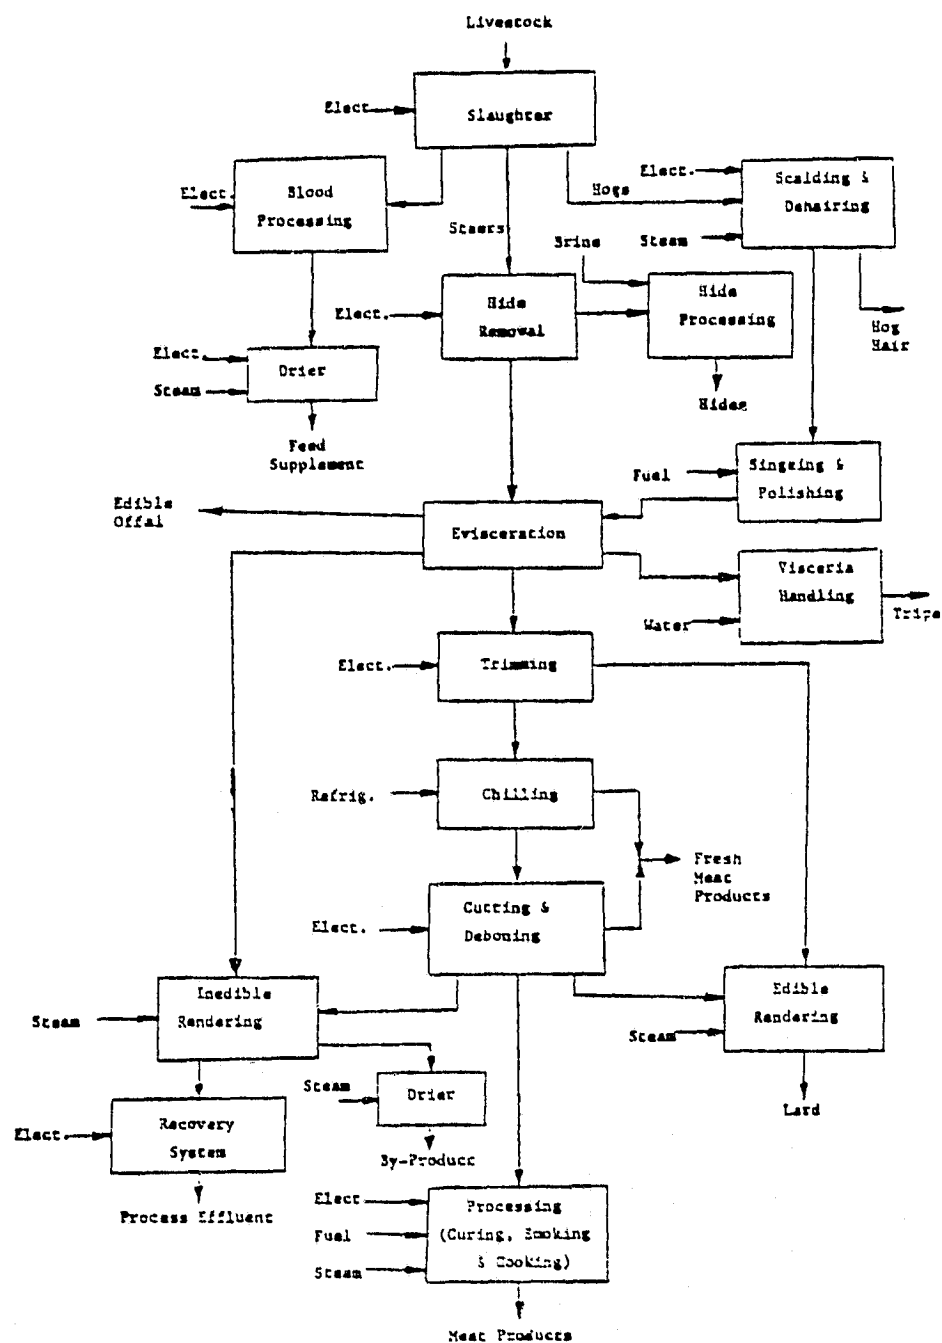 Livestock
Elect.
Slaughter
Elect.
Blood
Processing
Steers
Hogs
Elect.
Scalding &
Dehairing
Steam
Brine
Elect.
Hide
Removal
Hide
Processing
Hog
Hair
Elect.
Drier
Steam
Hides
Feed
Supplement
Fuel
Singeing &
Polishing
Edible
Offal
Evisceration
Visceria
Handling
Water
Tripe
Elect.
Trimming
Refrig.
Chilling
Fresh
Meat
Products
Elect.
Cutting &
Deboning
Inedible
Rendering
Steam
Edible
Rendering
Steam
Steam
Drier
Lard
Elect.
Recovery
System
By-Product
Process Effluent
Elect
Fuel
Steam
Processing
(Curing, Smoking
& Cooking)
Meat Products